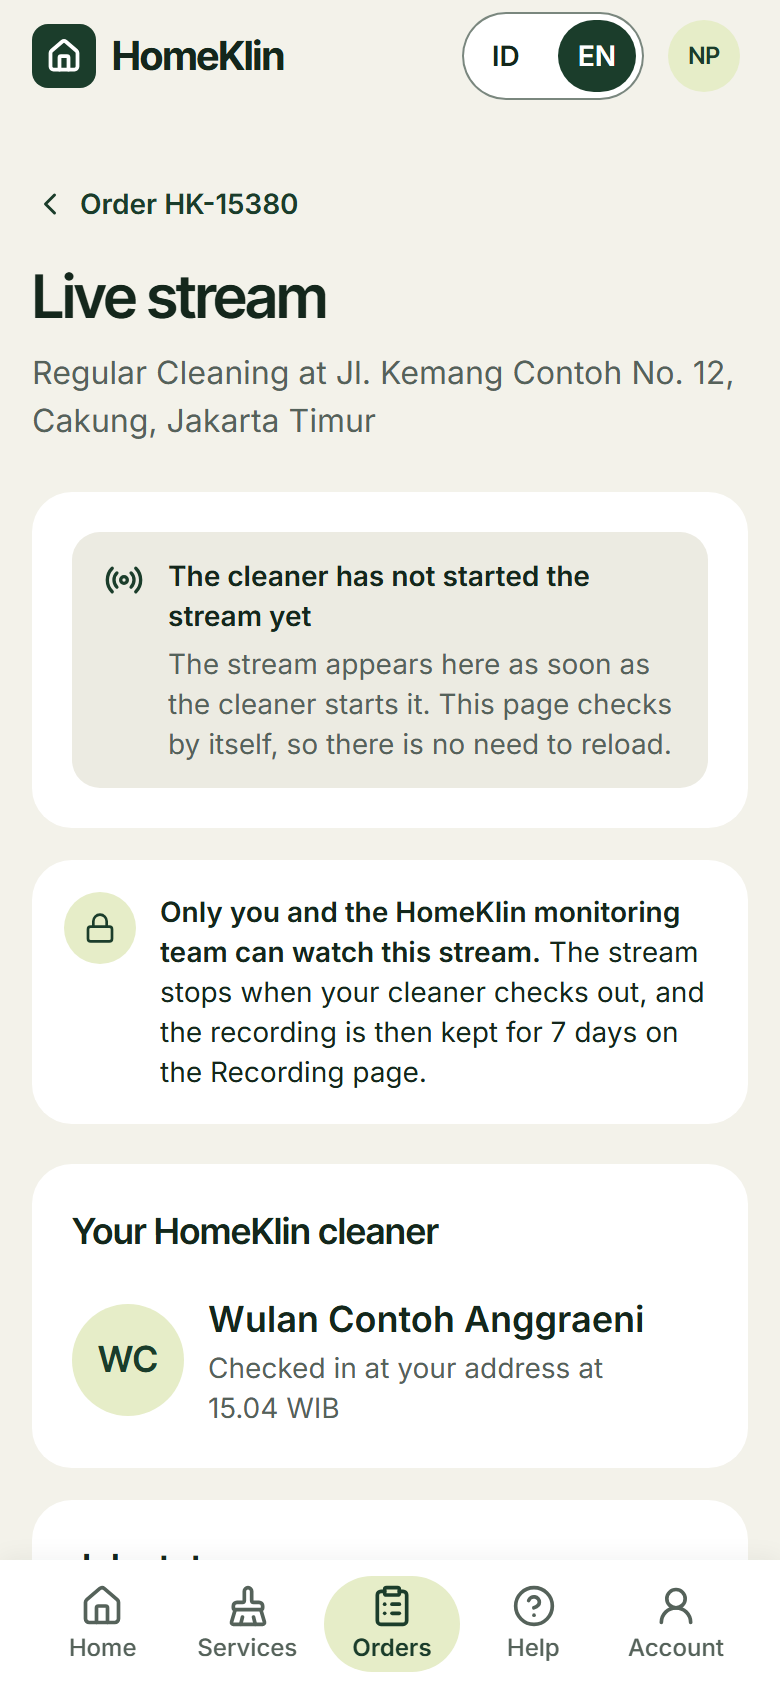 HomeKlin
ID
EN
NP
Order HK-15380
Live stream
Regular Cleaning at Jl. Kemang Contoh No. 12,
Cakung, Jakarta Timur
The cleaner has not started the
stream yet
The stream appears here as soon as
the cleaner starts it. This page checks
by itself, so there is no need to reload.
Only you and the HomeKlin monitoring
team can watch this stream. The stream
stops when your cleaner checks out, and
the recording is then kept for 7 days on
the Recording page.
Your HomeKlin cleaner
WC
Wulan Contoh Anggraeni
Checked in at your address at
15.04 WIB
Home
Services
Orders
Help
Account